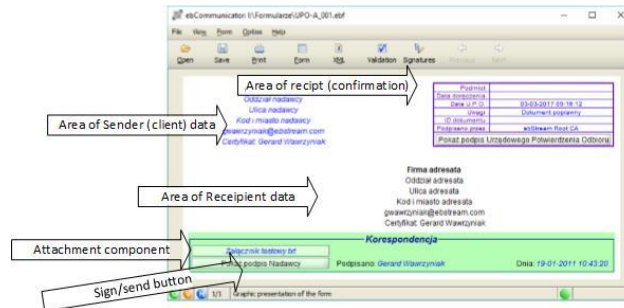 ebCommunicator: I:\Formularze\UPO-A_001.ebf
File View Form Option Help
Open Save Print Form XML Validation Signatures Previous Next
Area of recipt (confirmation)
Podmiot
Data doręczenia
Data U.P.O. 03-03-2017 09:16:12
Uwagi Dokument poprawny
ID dokumentu
Podpisano przez ebStream Root CA
Pokaż podpis Urzędowego Potwierdzenia Odbioru
Oddział nadawcy
Ulica nadawcy
Kod i miasto nadawcy
gwawrzyniak@ebstream.com
Certyfikat: Gerard Wawrzyniak
Area of Sender (client) data
Firma adresata
Oddział adresata
Ulica adresata
Kod i miasto adresata
gwawrzyniak@ebstream.com
Certyfikat: Gerard Wawrzyniak
Area of Receipient data
Korespondencja
Attachment component
Załącznik testowy.txt
Pokaż podpis Nadawcy Podpisano: Gerard Wawrzyniak Dnia: 19-01-2011 10:43:20
Sign/send button
1/1 Graphic presentation of the form